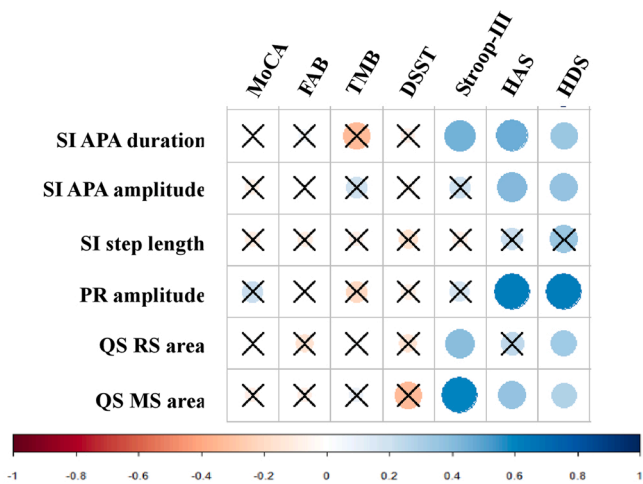 MoCA FAB TMB DSST Stroop-III HAS HDS
SI APA duration
SI APA amplitude
SI step length
PR amplitude
QS RS area
QS MS area
-1 -0.8 -0.6 -0.4 -0.2 0 0.2 0.4 0.6 0.8 1